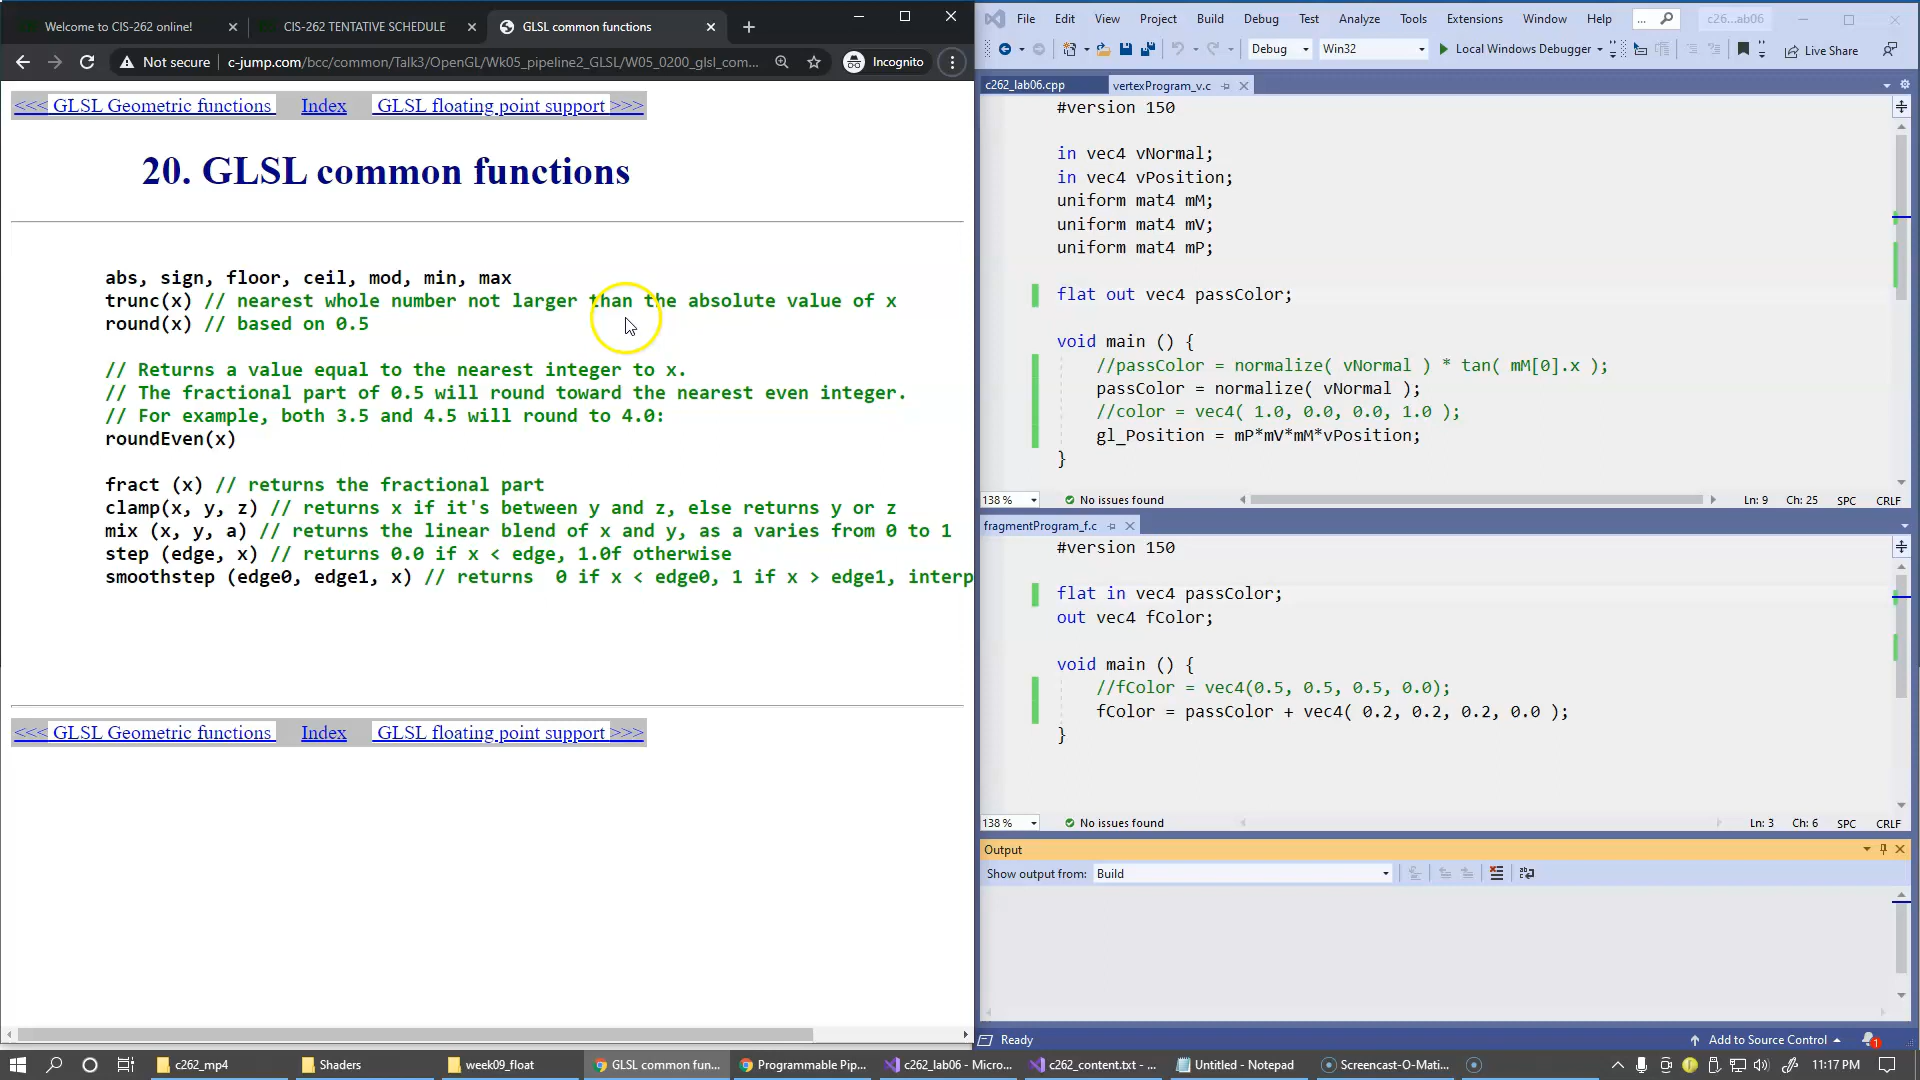 Welcome to CIS-262 online!
CIS-262 TENTATIVE SCHEDULE
GLSL common functions
Not secure
c-jump.com/bcc/common/Talk3/OpenGL/Wk05_pipeline2_GLSL/W05_0200_glsl_com...
Incognito
<<< GLSL Geometric functions Index GLSL floating point support >>>
20. GLSL common functions
abs, sign, floor, ceil, mod, min, max
trunc(x) // nearest whole number not larger than the absolute value of x
round(x) // based on 0.5
// Returns a value equal to the nearest integer to x.
// The fractional part of 0.5 will round toward the nearest even integer.
// For example, both 3.5 and 4.5 will round to 4.0:
roundEven(x)
fract (x) // returns the fractional part
clamp(x, y, z) // returns x if it's between y and z, else returns y or z
mix (x, y, a) // returns the linear blend of x and y, as a varies from 0 to 1
step (edge, x) // returns 0.0 if x < edge, 1.0f otherwise
smoothstep (edge0, edge1, x) // returns  0 if x < edge0, 1 if x > edge1, interp
<<< GLSL Geometric functions Index GLSL floating point support >>>
File Edit View Project Build Debug Test Analyze Tools Extensions Window Help ... c26...ab06
Debug Win32 Local Windows Debugger Live Share
c262_lab06.cpp vertexProgram_v.c
#version 150
in vec4 vNormal;
in vec4 vPosition;
uniform mat4 mM;
uniform mat4 mV;
uniform mat4 mP;
flat out vec4 passColor;
void main () {
//passColor = normalize( vNormal ) * tan( mM[0].x );
passColor = normalize( vNormal );
//color = vec4( 1.0, 0.0, 0.0, 1.0 );
gl_Position = mP*mV*mM*vPosition;
}
138 % No issues found Ln: 9 Ch: 25 SPC CRLF
fragmentProgram_f.c
#version 150
flat in vec4 passColor;
out vec4 fColor;
void main () {
//fColor = vec4(0.5, 0.5, 0.5, 0.0);
fColor = passColor + vec4( 0.2, 0.2, 0.2, 0.0 );
}
138 % No issues found Ln: 3 Ch: 6 SPC CRLF
Output
Show output from: Build
Ready Add to Source Control 1
c262_mp4 Shaders week09_float GLSL common fun... Programmable Pip... c262_lab06 - Micro... c262_content.txt - ... Untitled - Notepad Screencast-O-Mati... 11:17 PM